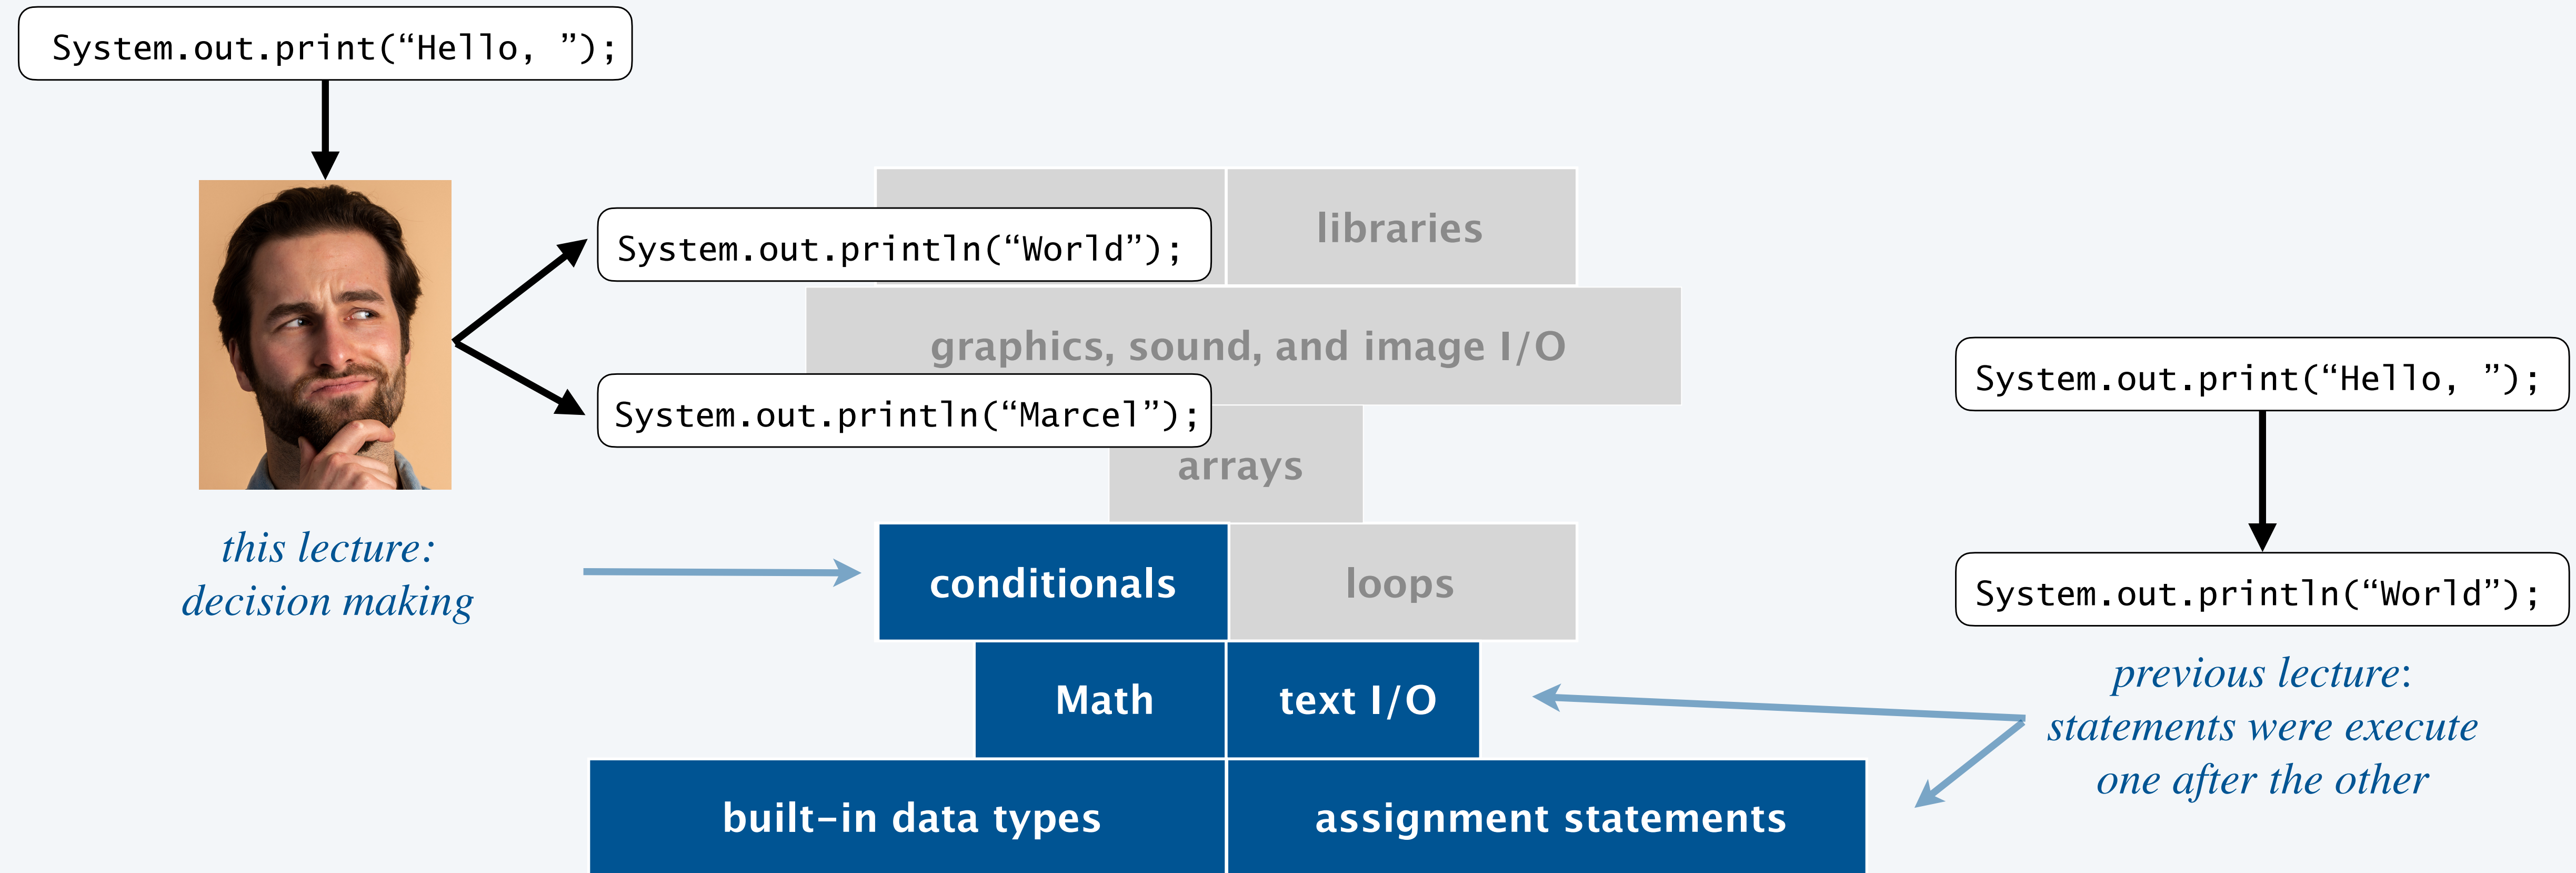 System.out.print(“Hello, ”);
System.out.println(“World”);
System.out.println(“Marcel”);
this lecture:
decision making
libraries
graphics, sound, and image I/O
arrays
conditionals
loops
Math
text I/O
built-in data types
assignment statements
System.out.print(“Hello, ”);
System.out.println(“World”);
previous lecture:
statements were execute
one after the other